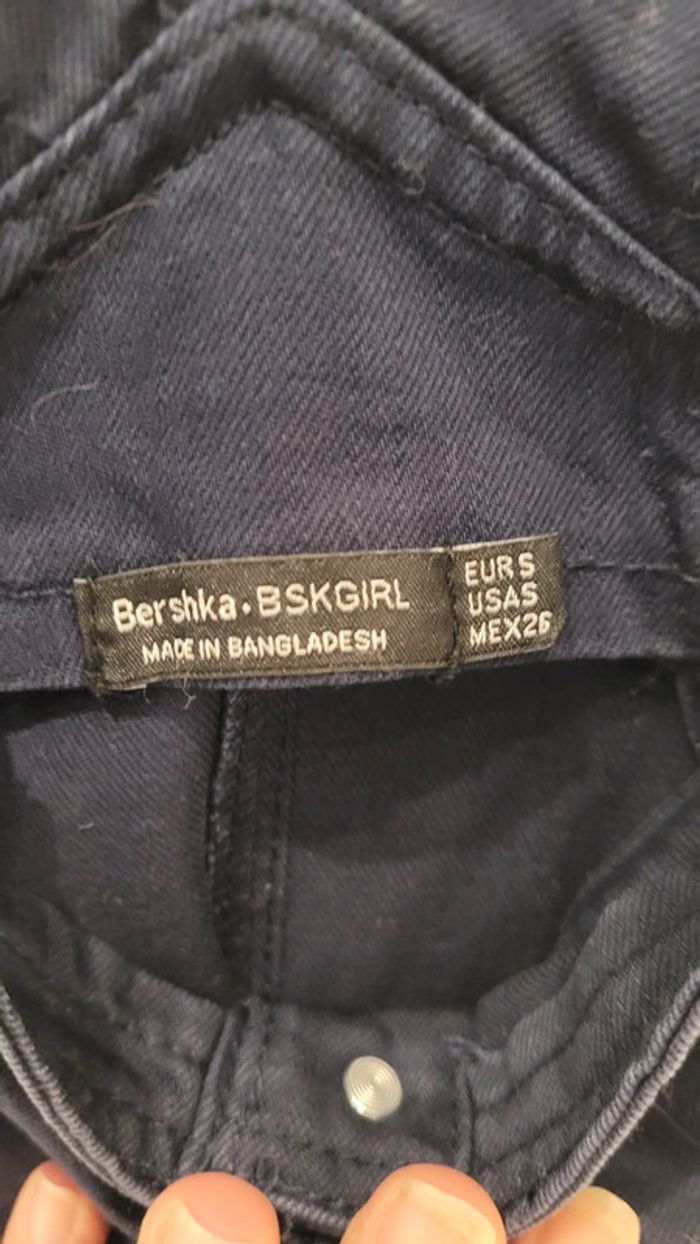 Bershka • BSKGIRL
MADE IN BANGLADESH
EUR S
USA S
MEX 26